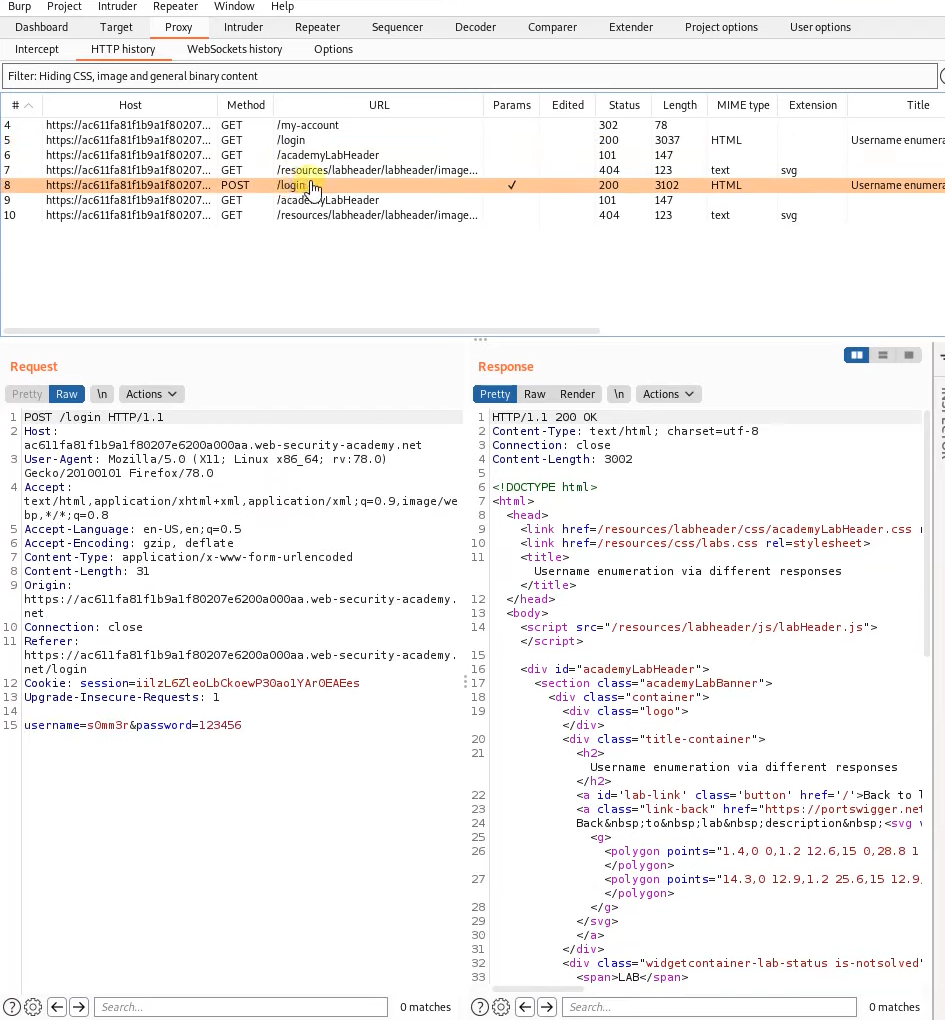 Burp Project Intruder Repeater Window Help
Dashboard Target Proxy Intruder Repeater Sequencer Decoder Comparer Extender Project options User options
Intercept HTTP history WebSockets history Options
Filter: Hiding CSS, image and general binary content
# Host Method URL Params Edited Status Length MIME type Extension Title
4 https://ac611fa81f1b9a1f80207... GET /my-account 302 78
5 https://ac611fa81f1b9a1f80207... GET /login 200 3037 HTML Username enumera
6 https://ac611fa81f1b9a1f80207... GET /academyLabHeader 101 147
7 https://ac611fa81f1b9a1f80207... GET /resources/labheader/labheader/image... 404 123 text svg
8 https://ac611fa81f1b9a1f80207... POST /login ✓ 200 3102 HTML Username enumera
9 https://ac611fa81f1b9a1f80207... GET /academyLabHeader 101 147
10 https://ac611fa81f1b9a1f80207... GET /resources/labheader/labheader/image... 404 123 text svg
Request
Pretty Raw \n Actions
1 POST /login HTTP/1.1
2 Host:
ac611fa81f1b9a1f80207e6200a000aa.web-security-academy.net
3 User-Agent: Mozilla/5.0 (X11; Linux x86_64; rv:78.0)
Gecko/20100101 Firefox/78.0
4 Accept:
text/html,application/xhtml+xml,application/xml;q=0.9,image/we
bp,*/*;q=0.8
5 Accept-Language: en-US,en;q=0.5
6 Accept-Encoding: gzip, deflate
7 Content-Type: application/x-www-form-urlencoded
8 Content-Length: 31
9 Origin:
https://ac611fa81f1b9a1f80207e6200a000aa.web-security-academy.
net
10 Connection: close
11 Referer:
https://ac611fa81f1b9a1f80207e6200a000aa.web-security-academy.
net/login
12 Cookie: session=iilzL6ZleoLbCkoewP3Oao1YAr0EAEes
13 Upgrade-Insecure-Requests: 1
14
15 username=s0mm3r&password=123456
Search... 0 matches
Response
Pretty Raw Render \n Actions
1 HTTP/1.1 200 OK
2 Content-Type: text/html; charset=utf-8
3 Connection: close
4 Content-Length: 3002
5
6 <!DOCTYPE html>
7 <html>
8 <head>
9 <link href=/resources/labheader/css/academyLabHeader.css
10 <link href=/resources/css/labs.css rel=stylesheet>
11 <title>
Username enumeration via different responses
</title>
12 </head>
13 <body>
14 <script src="/resources/labheader/js/labHeader.js">
</script>
15
16 <div id="academyLabHeader">
17 <section class="academyLabBanner">
18 <div class="container">
19 <div class="logo">
</div>
20 <div class="title-container">
21 <h2>
Username enumeration via different responses
</h2>
22 <a id='lab-link' class='button' href='/'>Back to l
23 <a class="link-back" href="https://portswigger.net
24 Back&nbsp;to&nbsp;lab&nbsp;description&nbsp;<svg v
25 <g>
26 <polygon points="1.4,0 0,1.2 12.6,15 0,28.8 1
</polygon>
27 <polygon points="14.3,0 12.9,1.2 25.6,15 12.9,
</polygon>
28 </g>
29 </svg>
30 </a>
31 </div>
32 <div class="widgetcontainer-lab-status is-notsolved"
33 <span>LAB</span>
Search... 0 matches